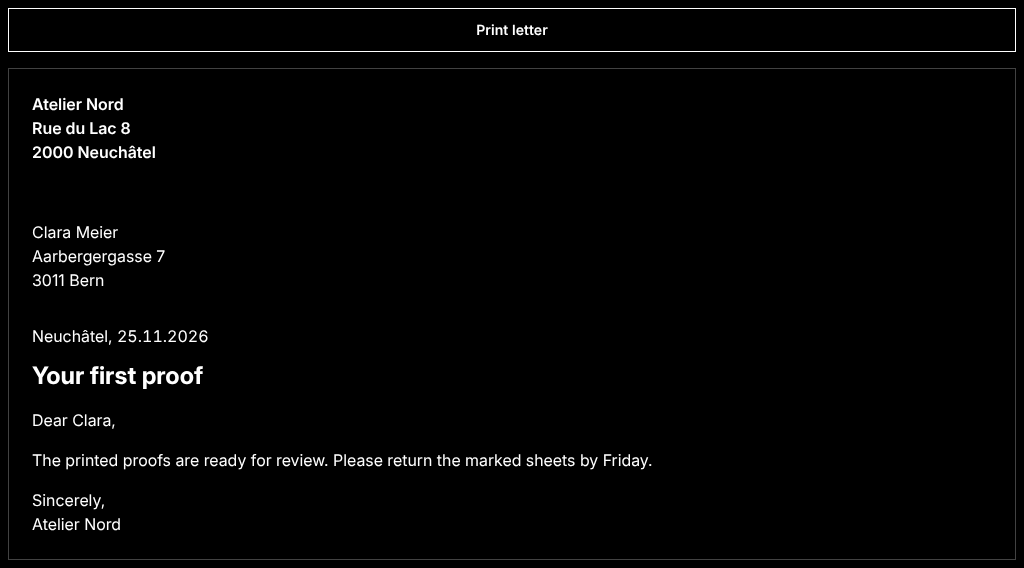 Print letter
Atelier Nord
Rue du Lac 8
2000 Neuchâtel
Clara Meier
Aarbergergasse 7
3011 Bern
Neuchâtel, 25.11.2026
Your first proof
Dear Clara,
The printed proofs are ready for review. Please return the marked sheets by Friday.
Sincerely,
Atelier Nord